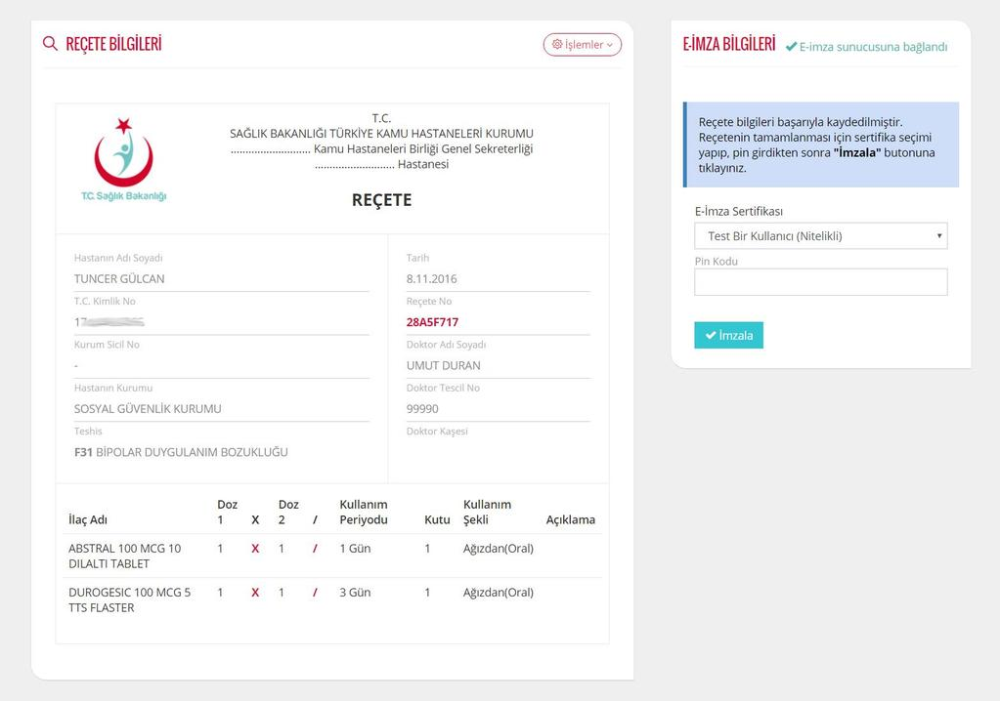 REÇETE BİLGİLERİ
İşlemler
T.C.
SAĞLIK BAKANLIĞI TÜRKİYE KAMU HASTANELERİ KURUMU
........................... Kamu Hastaneleri Birliği Genel Sekreterliği
........................... Hastanesi
T.C. Sağlık Bakanlığı
REÇETE
Hastanın Adı Soyadı
TUNCER GÜLCAN
T.C. Kimlik No
17
Kurum Sicil No
-
Hastanın Kurumu
SOSYAL GÜVENLİK KURUMU
Teshis
F31 BİPOLAR DUYGULANIM BOZUKLUĞU
Tarih
8.11.2016
Reçete No
28A5F717
Doktor Adı Soyadı
UMUT DURAN
Doktor Tescil No
99990
Doktor Kaşesi
İlaç Adı Doz 1 X Doz 2 / Kullanım Periyodu Kutu Kullanım Şekli Açıklama
ABSTRAL 100 MCG 10 1 X 1 / 1 Gün 1 Ağızdan(Oral)
DILALTI TABLET
DUROGESIC 100 MCG 5 1 X 1 / 3 Gün 1 Ağızdan(Oral)
TTS FLASTER
E-İMZA BİLGİLERİ E-imza sunucusuna bağlandı
Reçete bilgileri başarıyla kaydedilmiştir.
Reçetenin tamamlanması için sertifika seçimi
yapıp, pin girdikten sonra "İmzala" butonuna
tıklayınız.
E-İmza Sertifikası
Test Bir Kullanıcı (Nitelikli)
Pin Kodu
İmzala